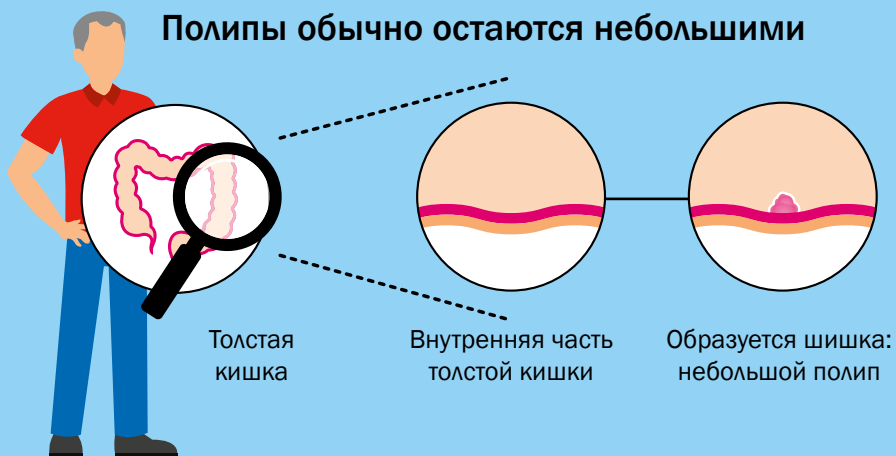 Полипы обычно остаются небольшими
Толстая
кишка
Внутренняя часть
толстой кишки
Образуется шишка:
небольшой полип